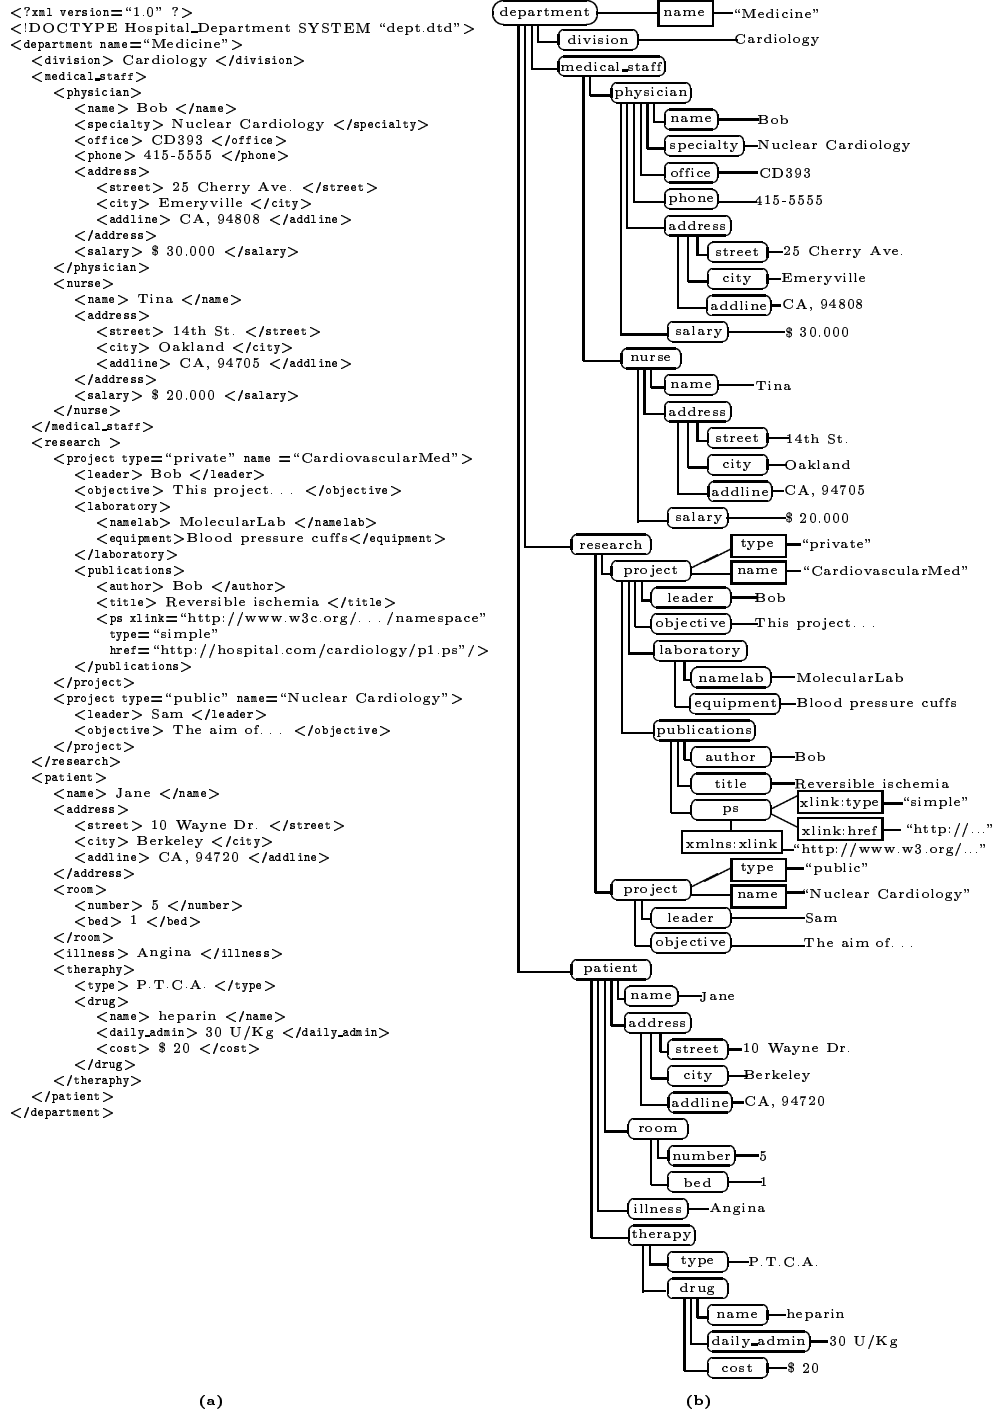 <?xml version="1.0" ?>
<!DOCTYPE Hospital_Department SYSTEM "dept.dtd">
<department name="Medicine">
<division> Cardiology </division>
<medical_staff>
<physician>
<name> Bob </name>
<specialty> Nuclear Cardiology </specialty>
<office> CD393 </office>
<phone> 415-5555 </phone>
<address>
<street> 25 Cherry Ave. </street>
<city> Emeryville </city>
<addline> CA, 94808 </addline>
</address>
<salary> $ 30.000 </salary>
</physician>
<nurse>
<name> Tina </name>
<address>
<street> 14th St. </street>
<city> Oakland </city>
<addline> CA, 94705 </addline>
</address>
<salary> $ 20.000 </salary>
</nurse>
</medical_staff>
<research >
<project type="private" name ="CardiovascularMed">
<leader> Bob </leader>
<objective> This project... </objective>
<laboratory>
<namelab> MolecularLab </namelab>
<equipment>Blood pressure cuffs</equipment>
</laboratory>
<publications>
<author> Bob </author>
<title> Reversible ischemia </title>
<ps xlink="http://www.w3c.org/.../namespace"
type="simple"
href="http://hospital.com/cardiology/p1.ps"/>
</publications>
</project>
<project type="public" name="Nuclear Cardiology">
<leader> Sam </leader>
<objective> The aim of... </objective>
</project>
</research>
<patient>
<name> Jane </name>
<address>
<street> 10 Wayne Dr. </street>
<city> Berkeley </city>
<addline> CA, 94720 </addline>
</address>
<room>
<number> 5 </number>
<bed> 1 </bed>
</room>
<illness> Angina </illness>
<theraphy>
<type> P.T.C.A. </type>
<drug>
<name> heparin </name>
<daily_admin> 30 U/Kg </daily_admin>
<cost> $ 20 </cost>
</drug>
</theraphy>
</patient>
</department>
(a)
department name "Medicine"
division Cardiology
medical_staff
physician
name Bob
specialty Nuclear Cardiology
office CD393
phone 415-5555
address
street 25 Cherry Ave.
city Emeryville
addline CA, 94808
salary $ 30.000
nurse
name Tina
address
street 14th St.
city Oakland
addline CA, 94705
salary $ 20.000
research
type "private"
project name "CardiovascularMed"
leader Bob
objective This project...
laboratory
namelab MolecularLab
equipment Blood pressure cuffs
publications
author Bob
title Reversible ischemia
ps xlink:type "simple"
xlink:href "http://..."
xmlns:xlink "http://www.w3.org/..."
type "public"
project name "Nuclear Cardiology"
leader Sam
objective The aim of...
patient
name Jane
address
street 10 Wayne Dr.
city Berkeley
addline CA, 94720
room
number 5
bed 1
illness Angina
therapy
type P.T.C.A.
drug
name heparin
daily_admin 30 U/Kg
cost $ 20
(b)